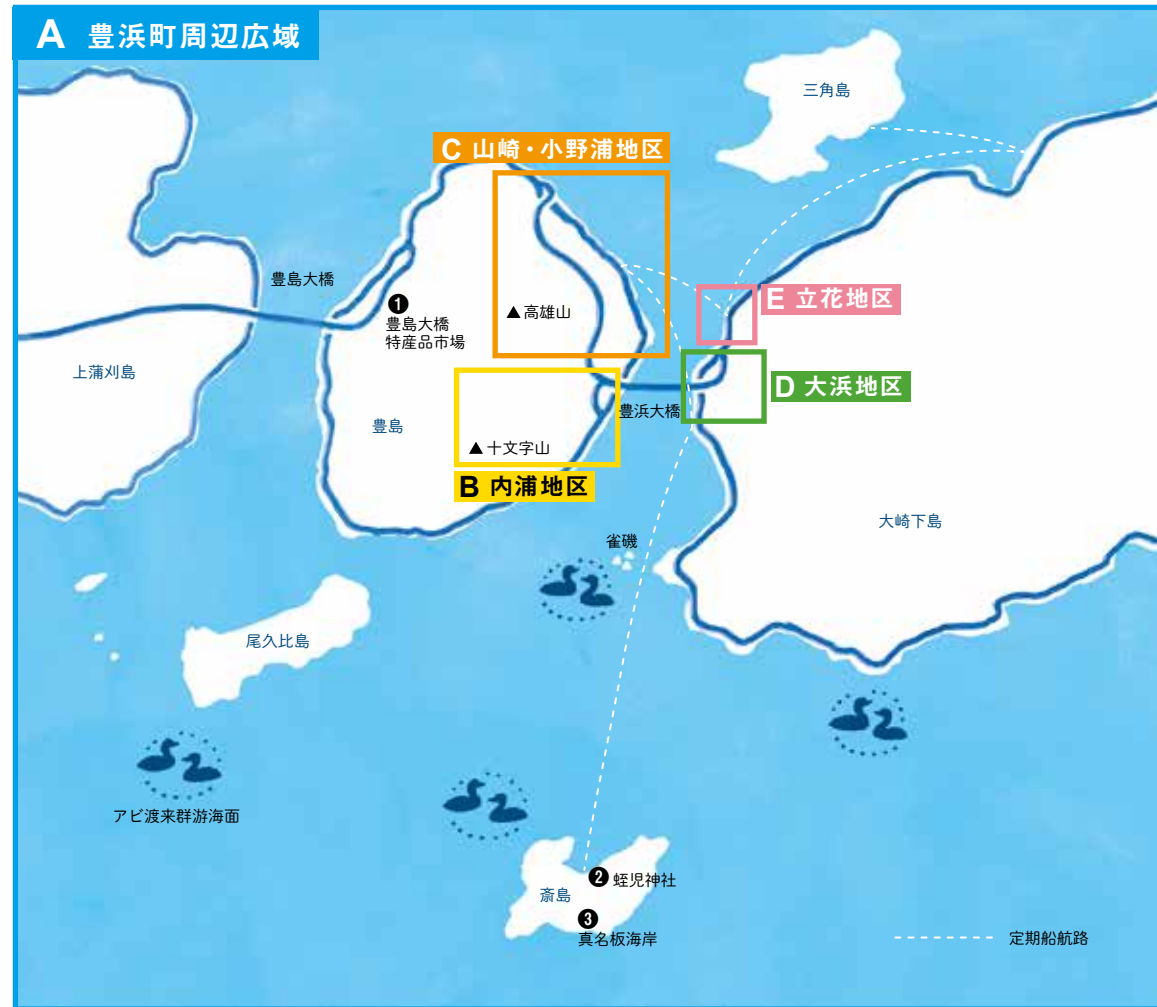 A 豊浜町周辺広域
三角島
C 山崎・小野浦地区
豊島大橋
❶
豊島大橋
特産品市場
▲高雄山
E 立花地区
上蒲刈島
D 大浜地区
豊島
豊浜大橋
▲十文字山
B 内浦地区
大崎下島
雀磯
尾久比島
アビ渡来群游海面
❷ 蛭児神社
斎島
❸
真名板海岸
定期船航路